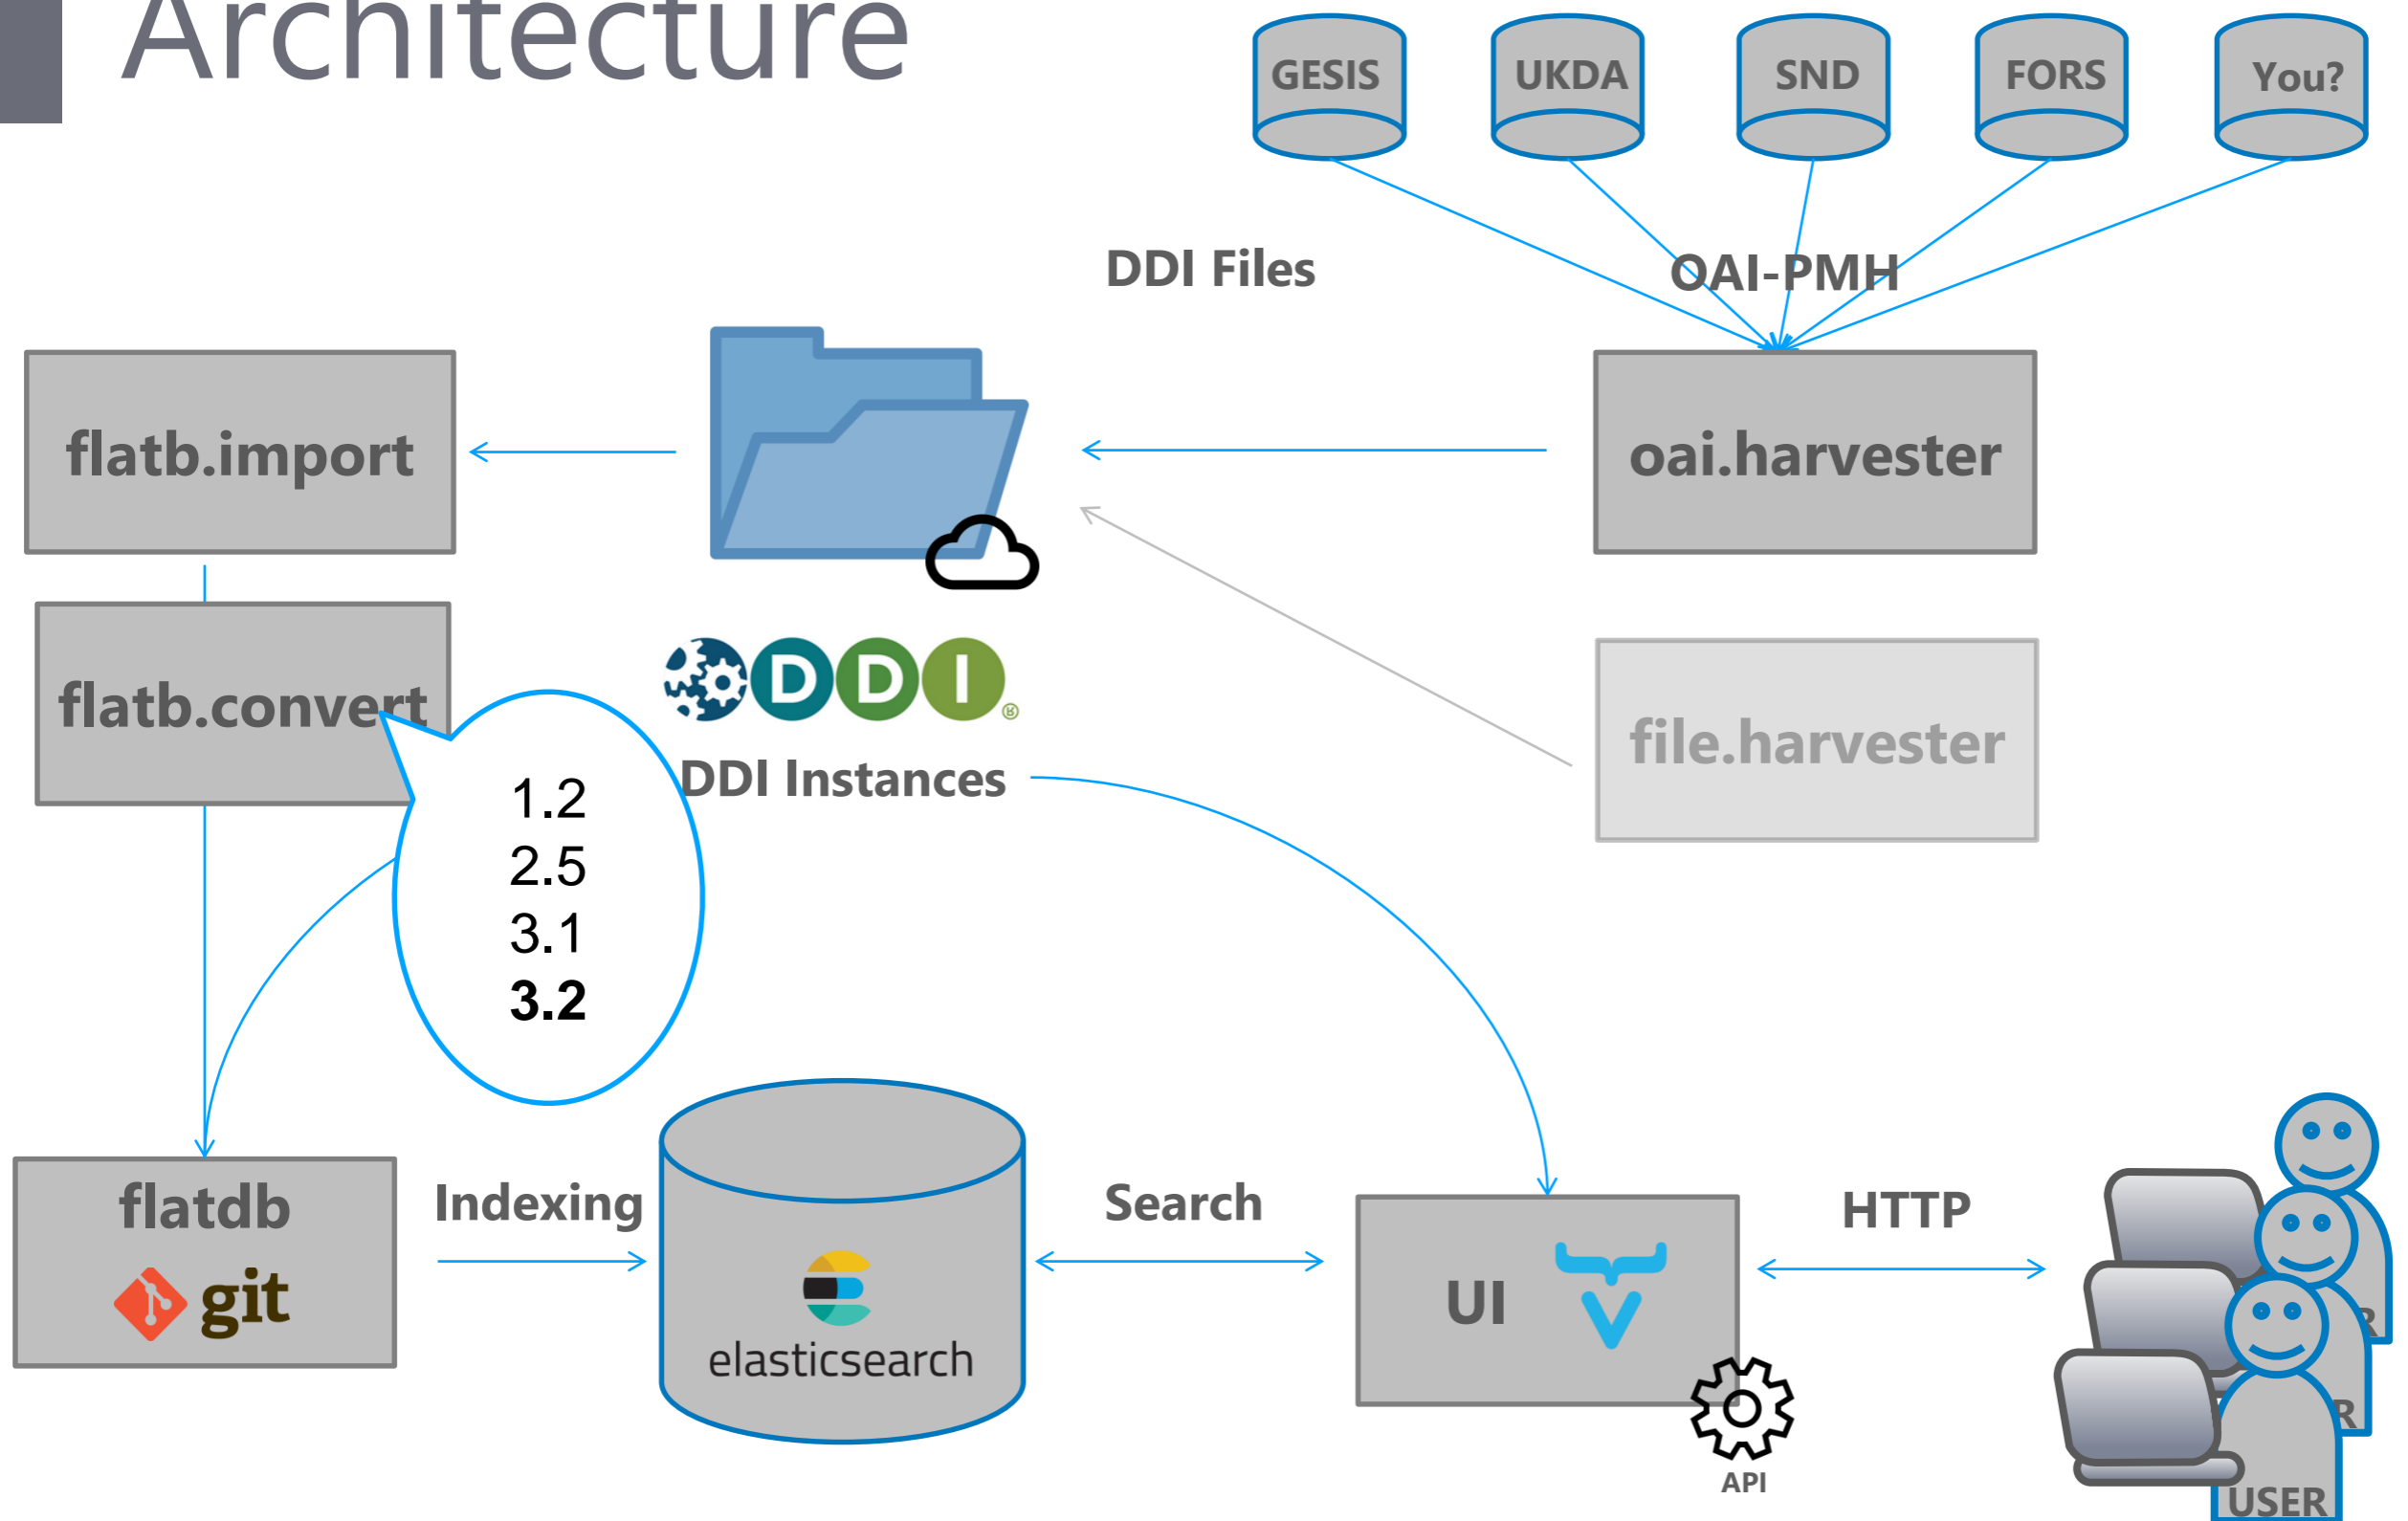 Architecture
GESIS
UKDA
SND
FORS
You?
DDI Files
OAI-PMH
flatb.import
oai.harvester
flatb.convert
DDI®
file.harvester
DDI Instances
1.2
2.5
3.1
3.2
flatdb
git
Indexing
elasticsearch
Search
UI
API
HTTP
R
R
USER